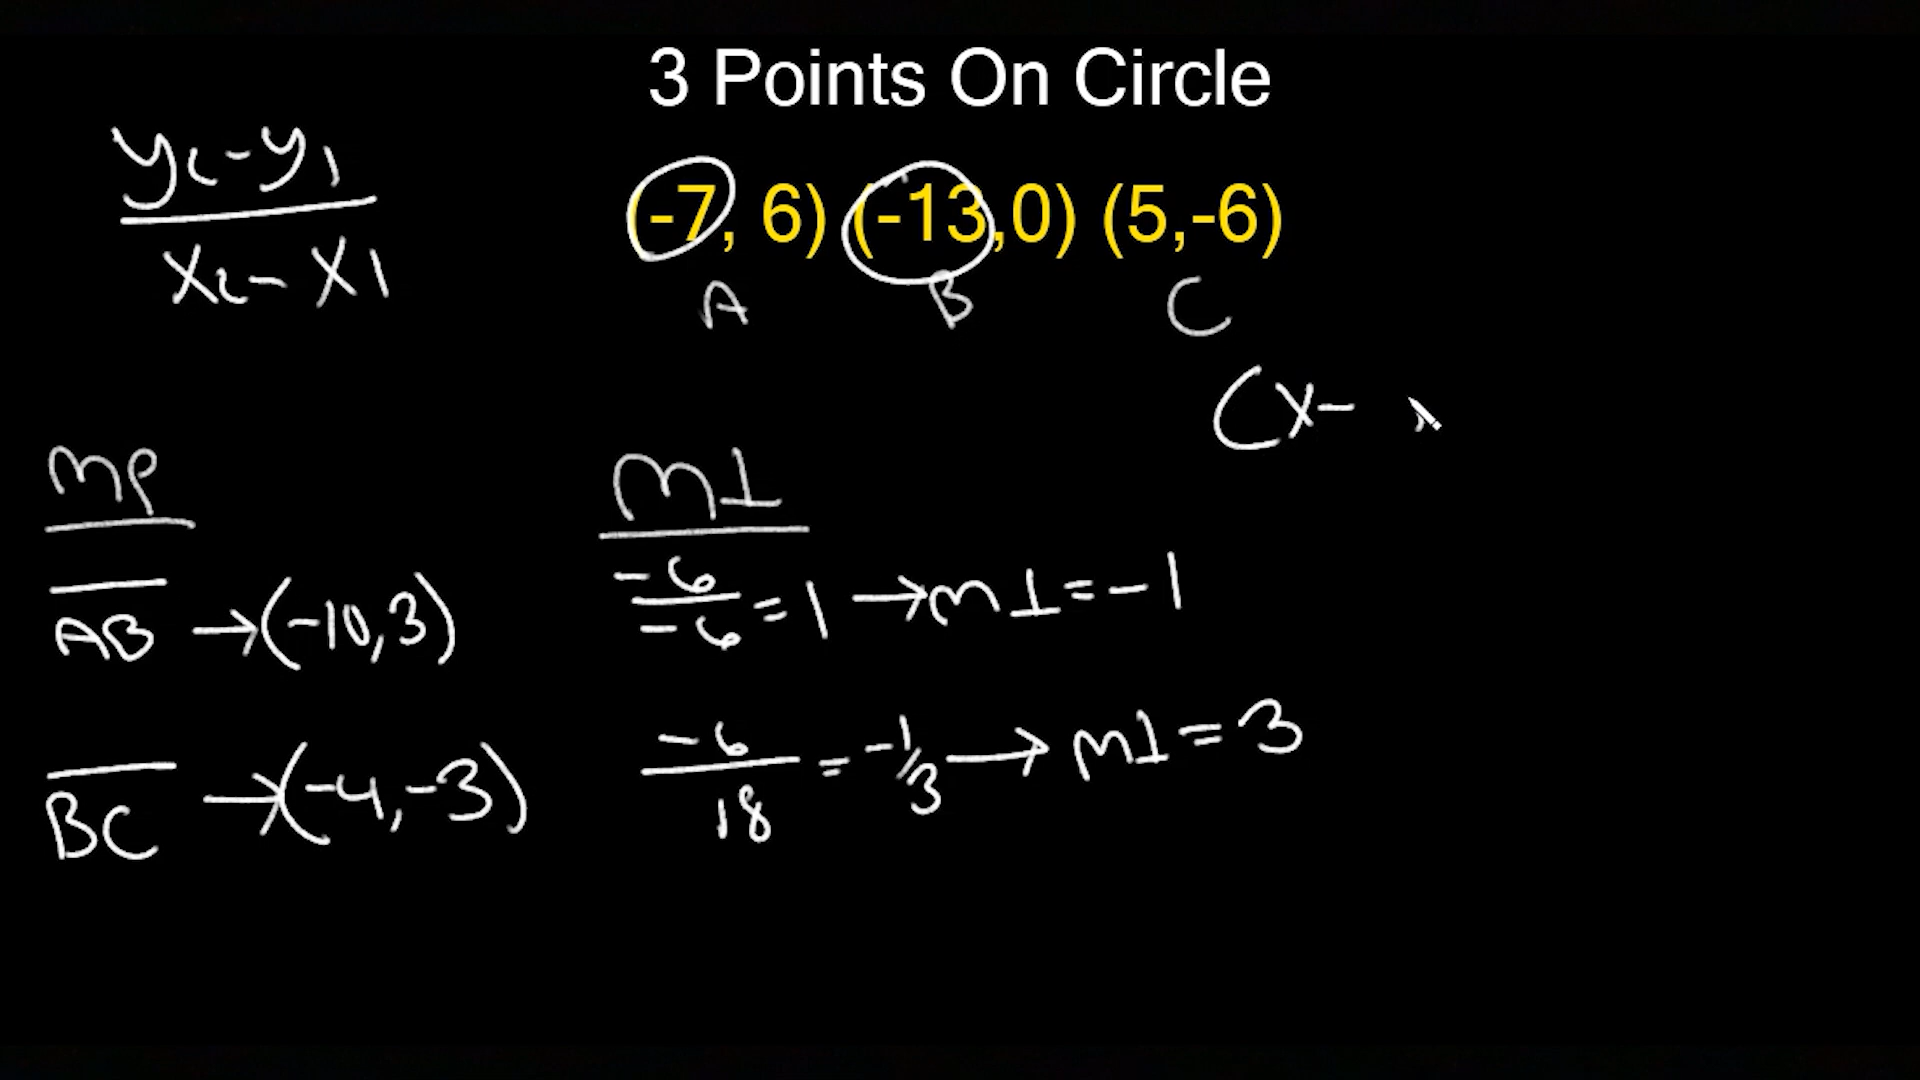 3 Points On Circle
y₂-y₁
x₂-x₁
(-7, 6) (-13,0) (5,-6)
A B C
(x-
MP
m⊥
AB →(-10,3)
-6/-6 = 1 → m⊥ = -1
BC →(-4,-3)
-6/18 = -1/3 → m⊥ = 3